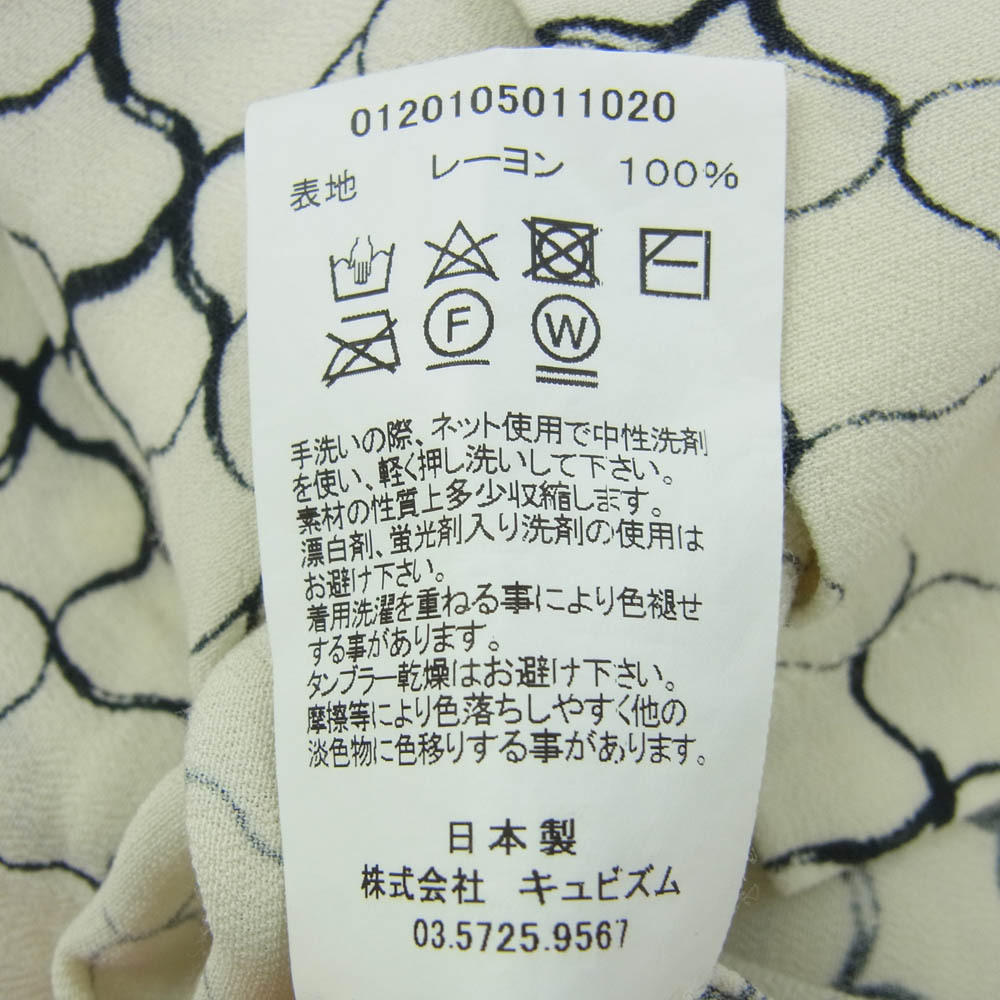 0120105011020
表地 レーヨン 100%
F W
手洗いの際、ネット使用で中性洗剤
を使い、軽く押し洗いして下さい。
素材の性質上多少収縮します。
漂白剤、蛍光剤入り洗剤の使用は
お避け下さい。
着用洗濯を重ねる事により色褪せ
する事があります。
タンブラー乾燥はお避け下さい。
摩擦等により色落ちしやすく他の
淡色物に色移りする事があります。
日本製
株式会社 キュビズム
03.5725.9567